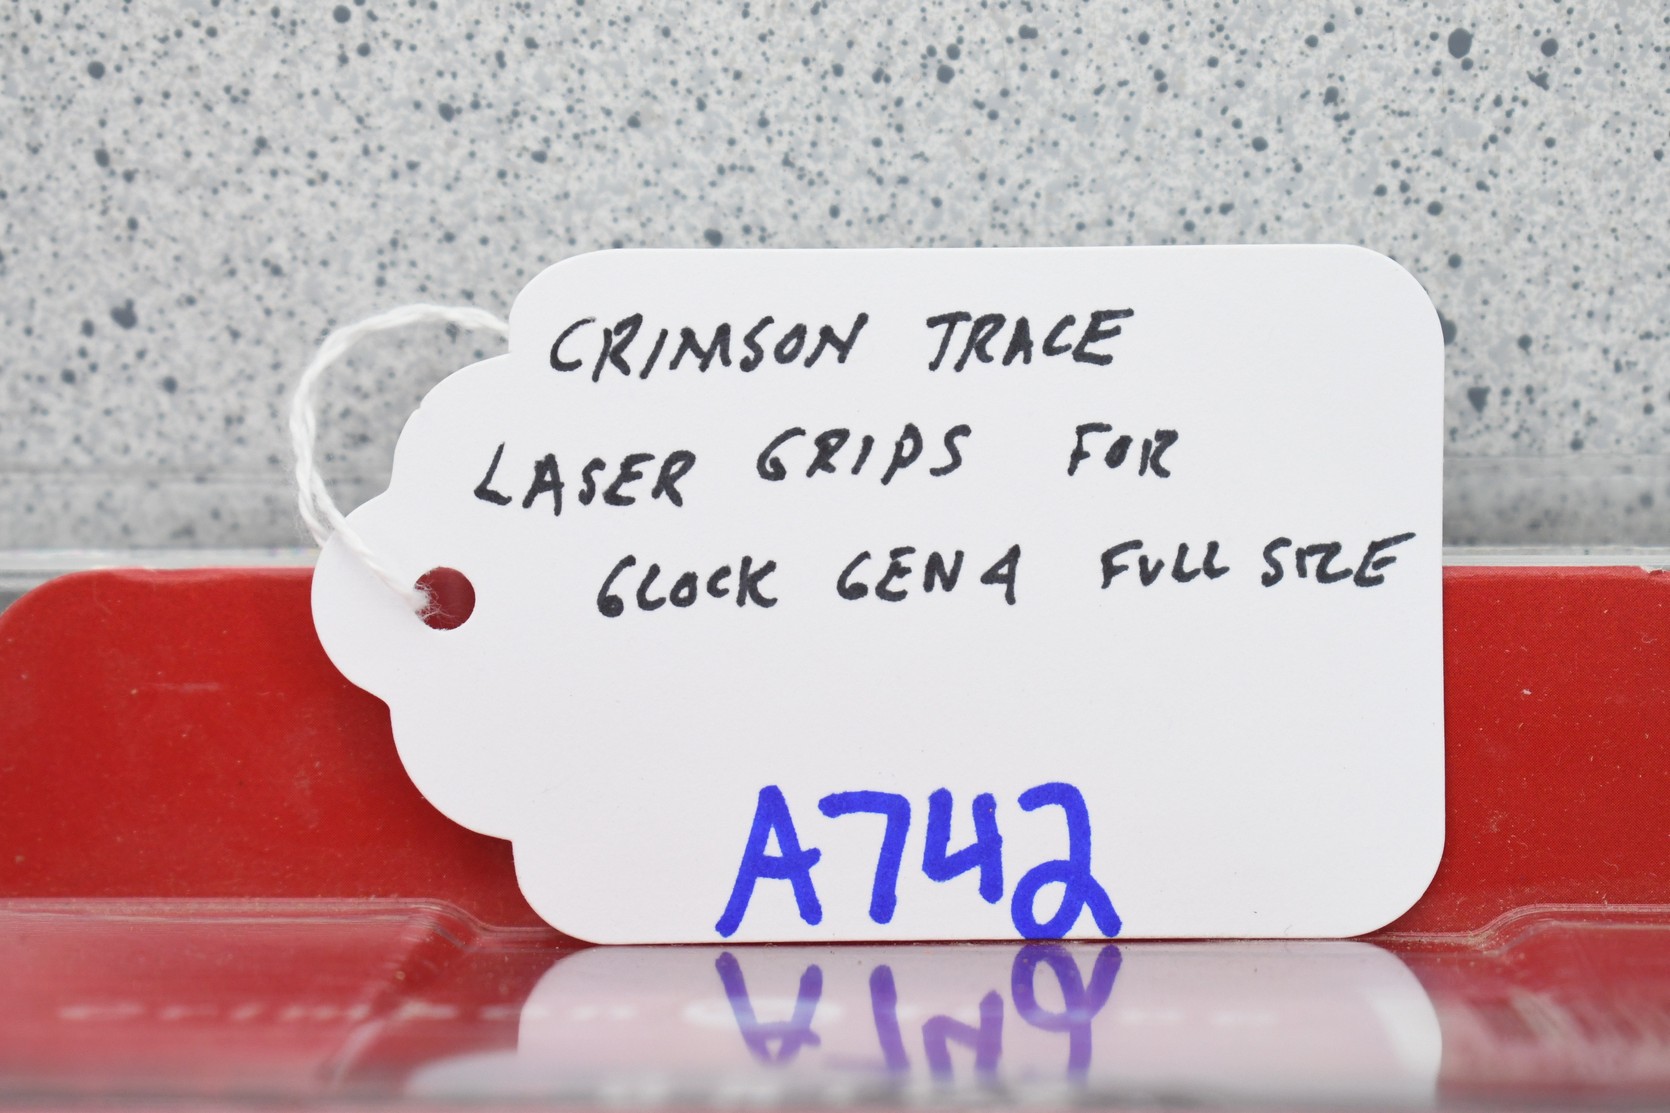 CRIMSON TRACE
LASER GRIPS FOR
GLOCK GEN 4 FULL SIZE
A742